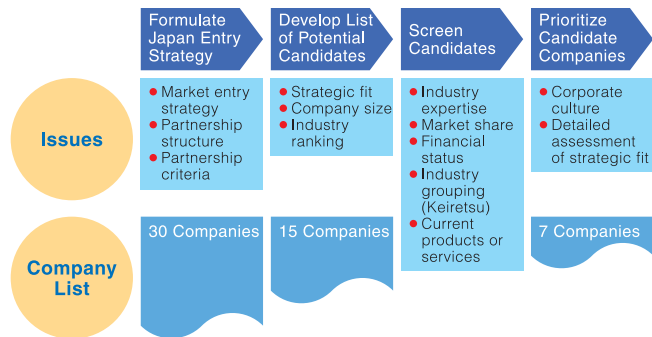 Formulate
Japan Entry
Strategy
Develop List
of Potential
Candidates
Screen
Candidates
Prioritize
Candidate
Companies
Issues
Market entry
strategy
Partnership
structure
Partnership
criteria
Strategic fit
Company size
Industry
ranking
Industry
expertise
Market share
Financial
status
Industry
grouping
(Keiretsu)
Current
products or
services
Corporate
culture
Detailed
assessment
of strategic fit
Company
List
30 Companies
15 Companies
7 Companies